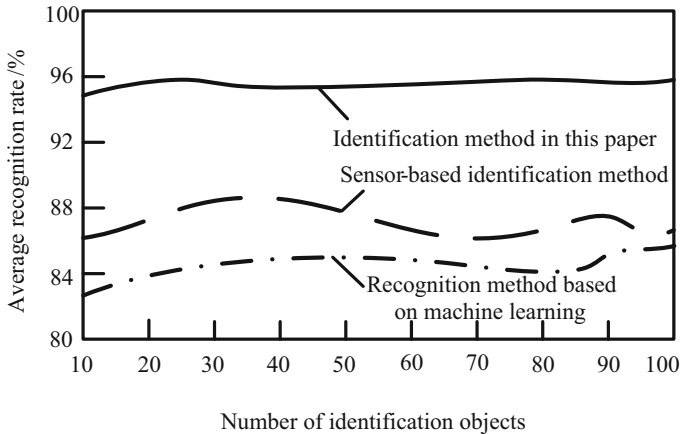 100
96
92
88
84
80
Average recognition rate /%
Identification method in this paper
Sensor-based identification method
Recognition method based
on machine learning
10 20 30 40 50 60 70 80 90 100
Number of identification objects